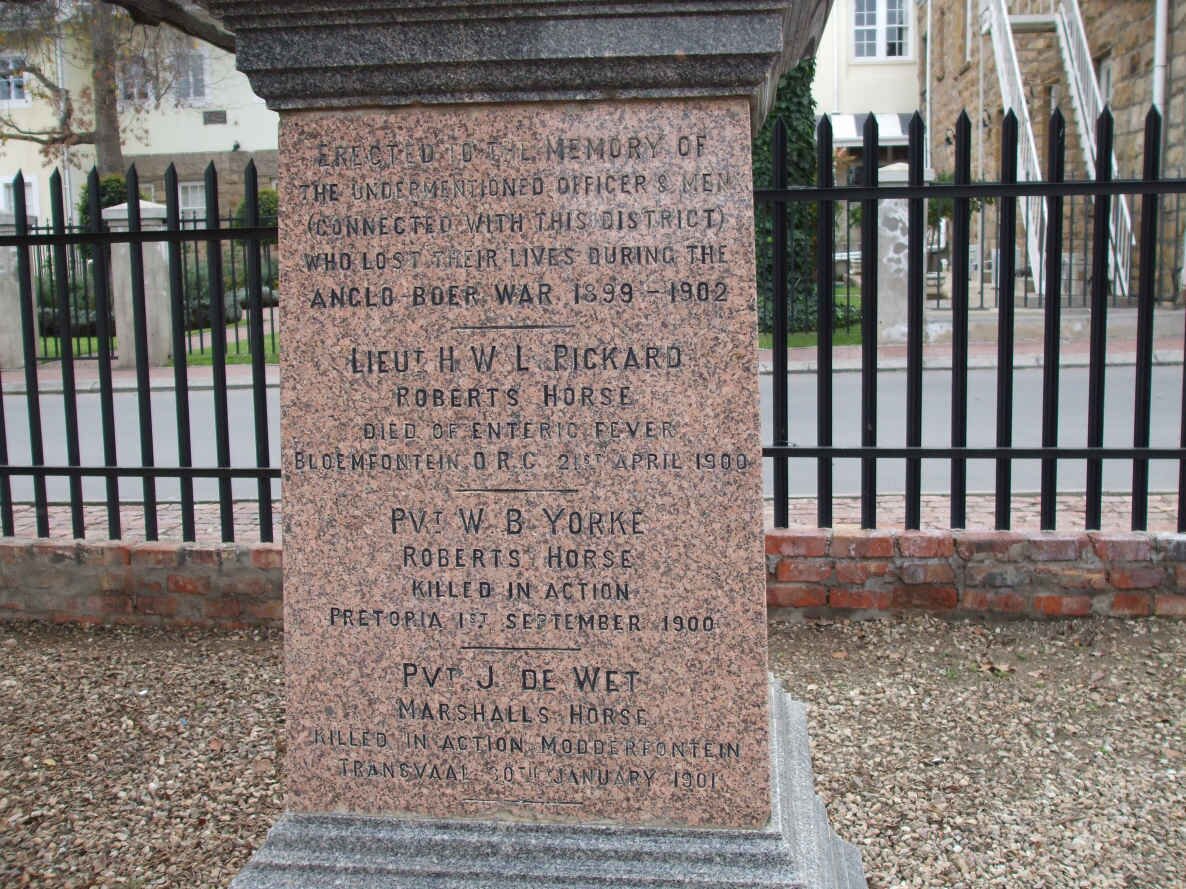 ERECTED TO THE MEMORY OF
THE UNDERMENTIONED OFFICER & MEN
(CONNECTED WITH THIS DISTRICT)
WHO LOST THEIR LIVES DURING THE
ANGLO-BOER WAR. 1899-1902
LIEUT H. W. L. PICKARD
ROBERTS HORSE
DIED OF ENTERIC FEVER
BLOEMFONTEIN. O.R.C. 21ST APRIL 1900
PVT W. B. YORKE
ROBERTS HORSE
KILLED IN ACTION
PRETORIA 1ST SEPTEMBER 1900
PVT J. DE WET
MARSHALLS HORSE
KILLED IN ACTION MODDERFONTEIN
TRANSVAAL 30TH JANUARY 1901